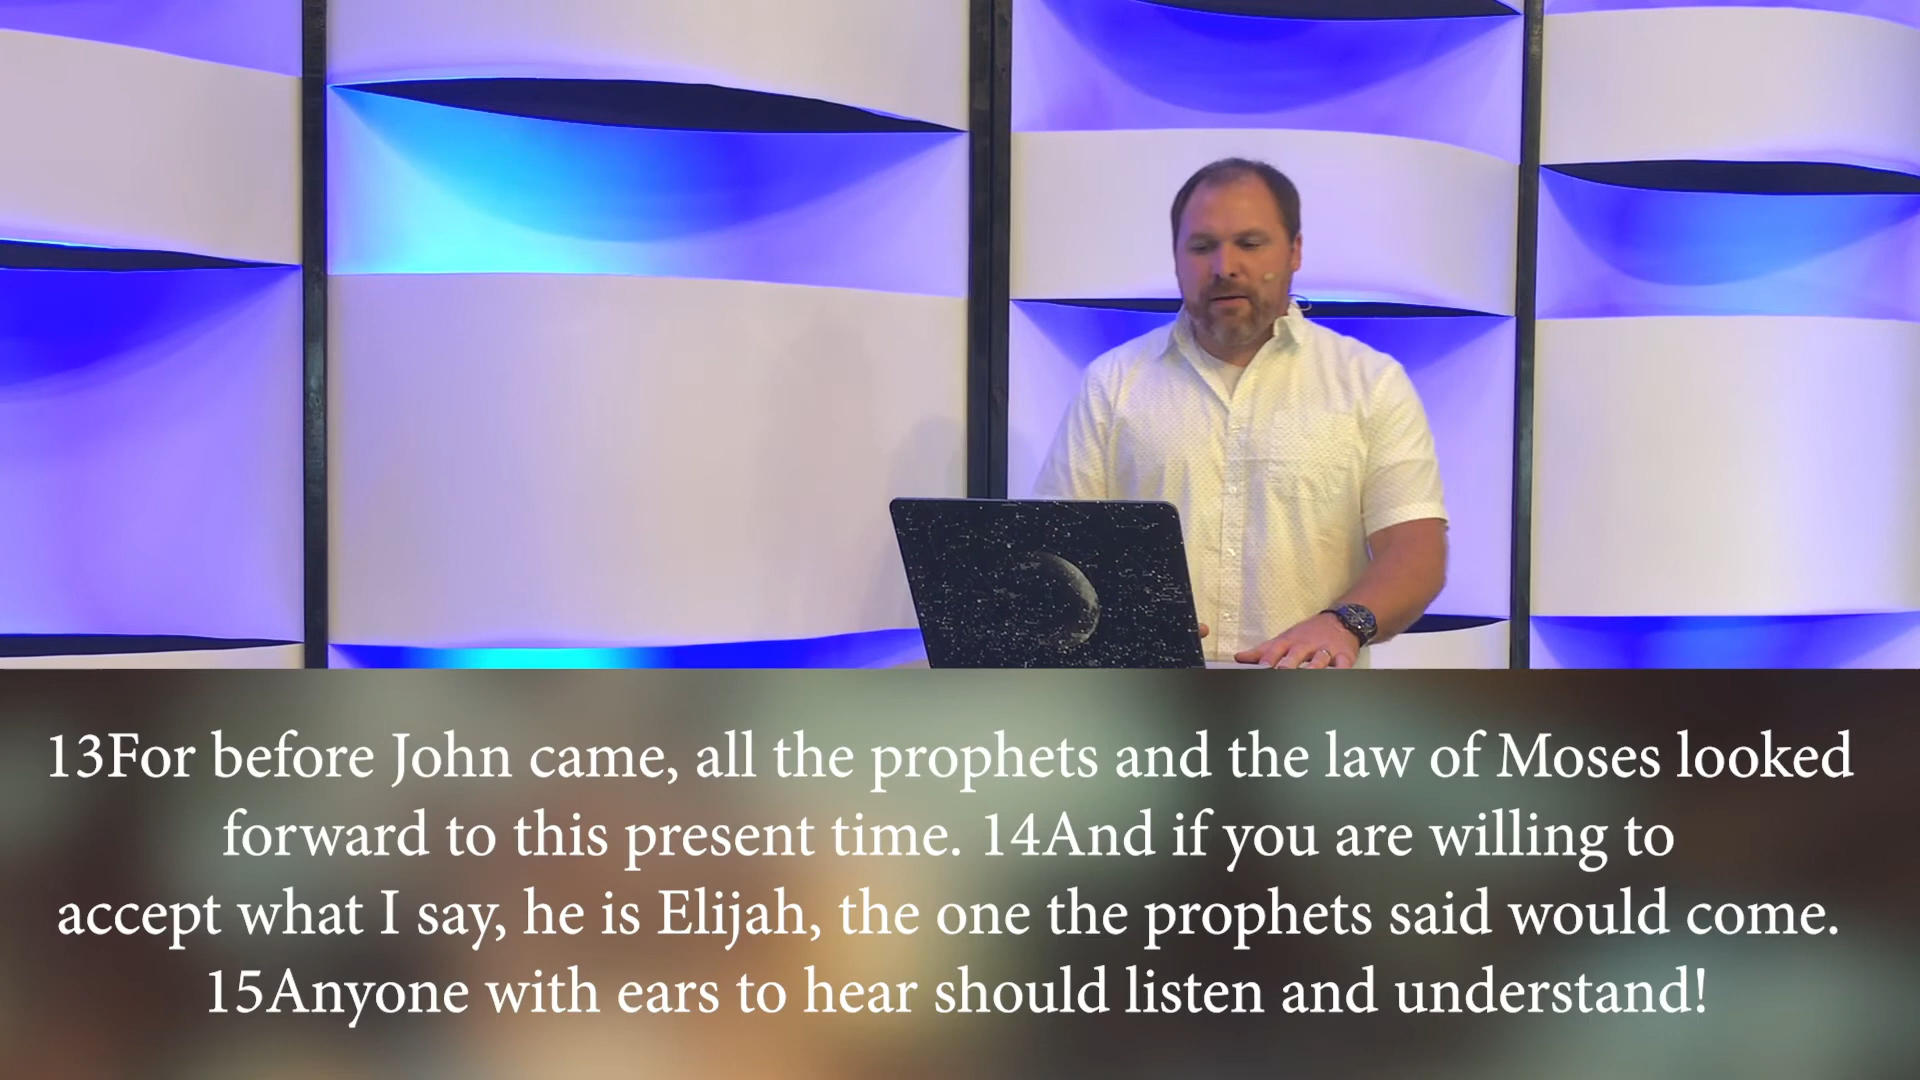 13For before John came, all the prophets and the law of Moses looked
forward to this present time. 14And if you are willing to
accept what I say, he is Elijah, the one the prophets said would come.
15Anyone with ears to hear should listen and understand!